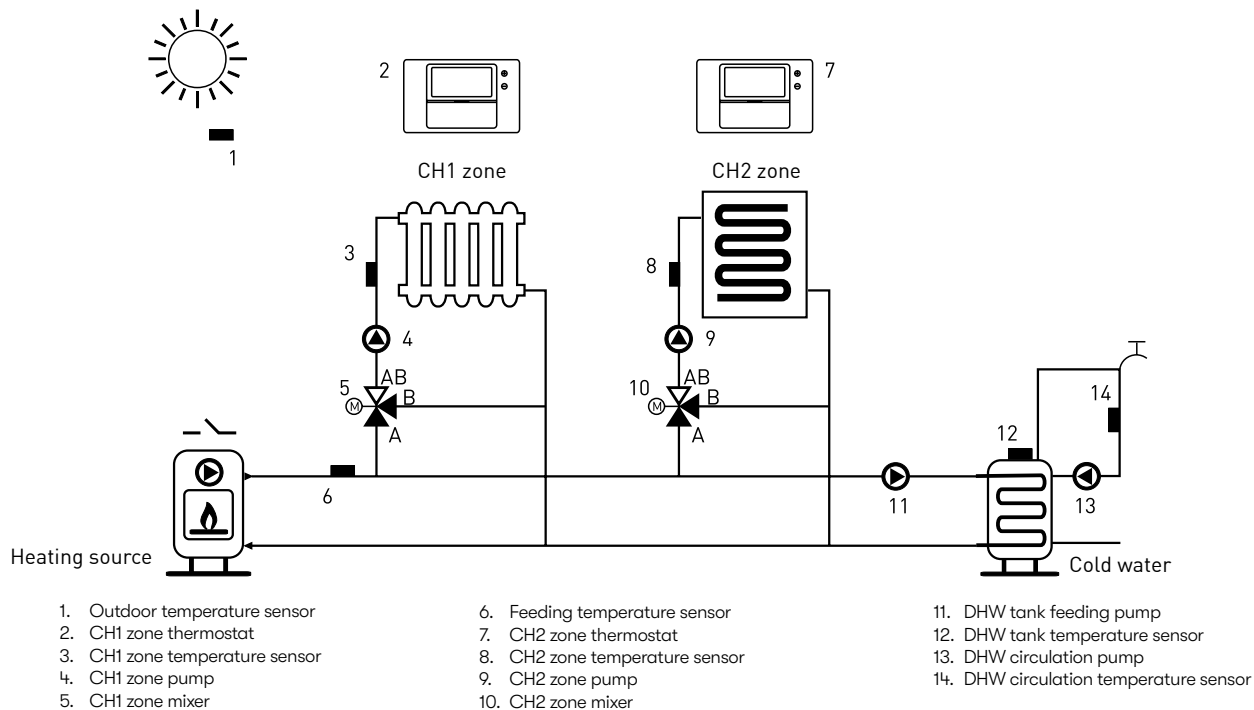 2
7
1
CH1 zone
CH2 zone
3
8
4
9
5
AB
M
B
A
10
AB
M
B
A
14
12
6
11
13
Heating source
Cold water
1. Outdoor temperature sensor
2. CH1 zone thermostat
3. CH1 zone temperature sensor
4. CH1 zone pump
5. CH1 zone mixer
6. Feeding temperature sensor
7. CH2 zone thermostat
8. CH2 zone temperature sensor
9. CH2 zone pump
10. CH2 zone mixer
11. DHW tank feeding pump
12. DHW tank temperature sensor
13. DHW circulation pump
14. DHW circulation temperature sensor